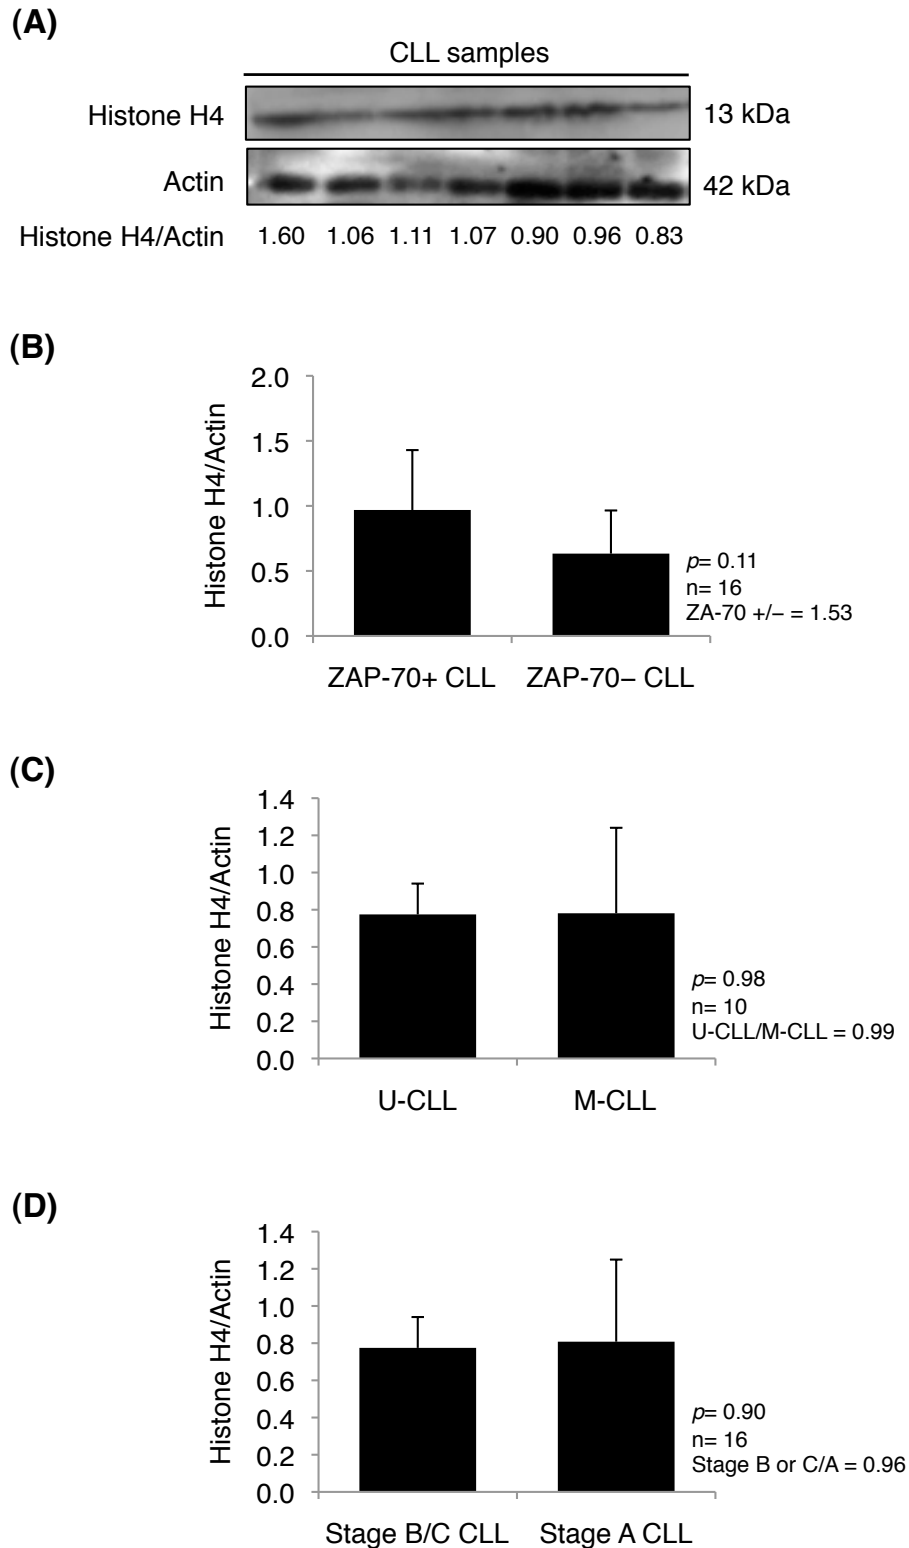 (A)
CLL samples
Histone H4
13 kDa
Actin
42 kDa
Histone H4/Actin 1.60 1.06 1.11 1.07 0.90 0.96 0.83
(B)
Histone H4/Actin
2.0
1.5
1.0
0.5
0.0
p= 0.11
n= 16
ZA-70 +/− = 1.53
ZAP-70+ CLL ZAP-70− CLL
(C)
Histone H4/Actin
1.4
1.2
1.0
0.8
0.6
0.4
0.2
0.0
p= 0.98
n= 10
U-CLL/M-CLL = 0.99
U-CLL M-CLL
(D)
Histone H4/Actin
1.4
1.2
1.0
0.8
0.6
0.4
0.2
0.0
p= 0.90
n= 16
Stage B or C/A = 0.96
Stage B/C CLL Stage A CLL